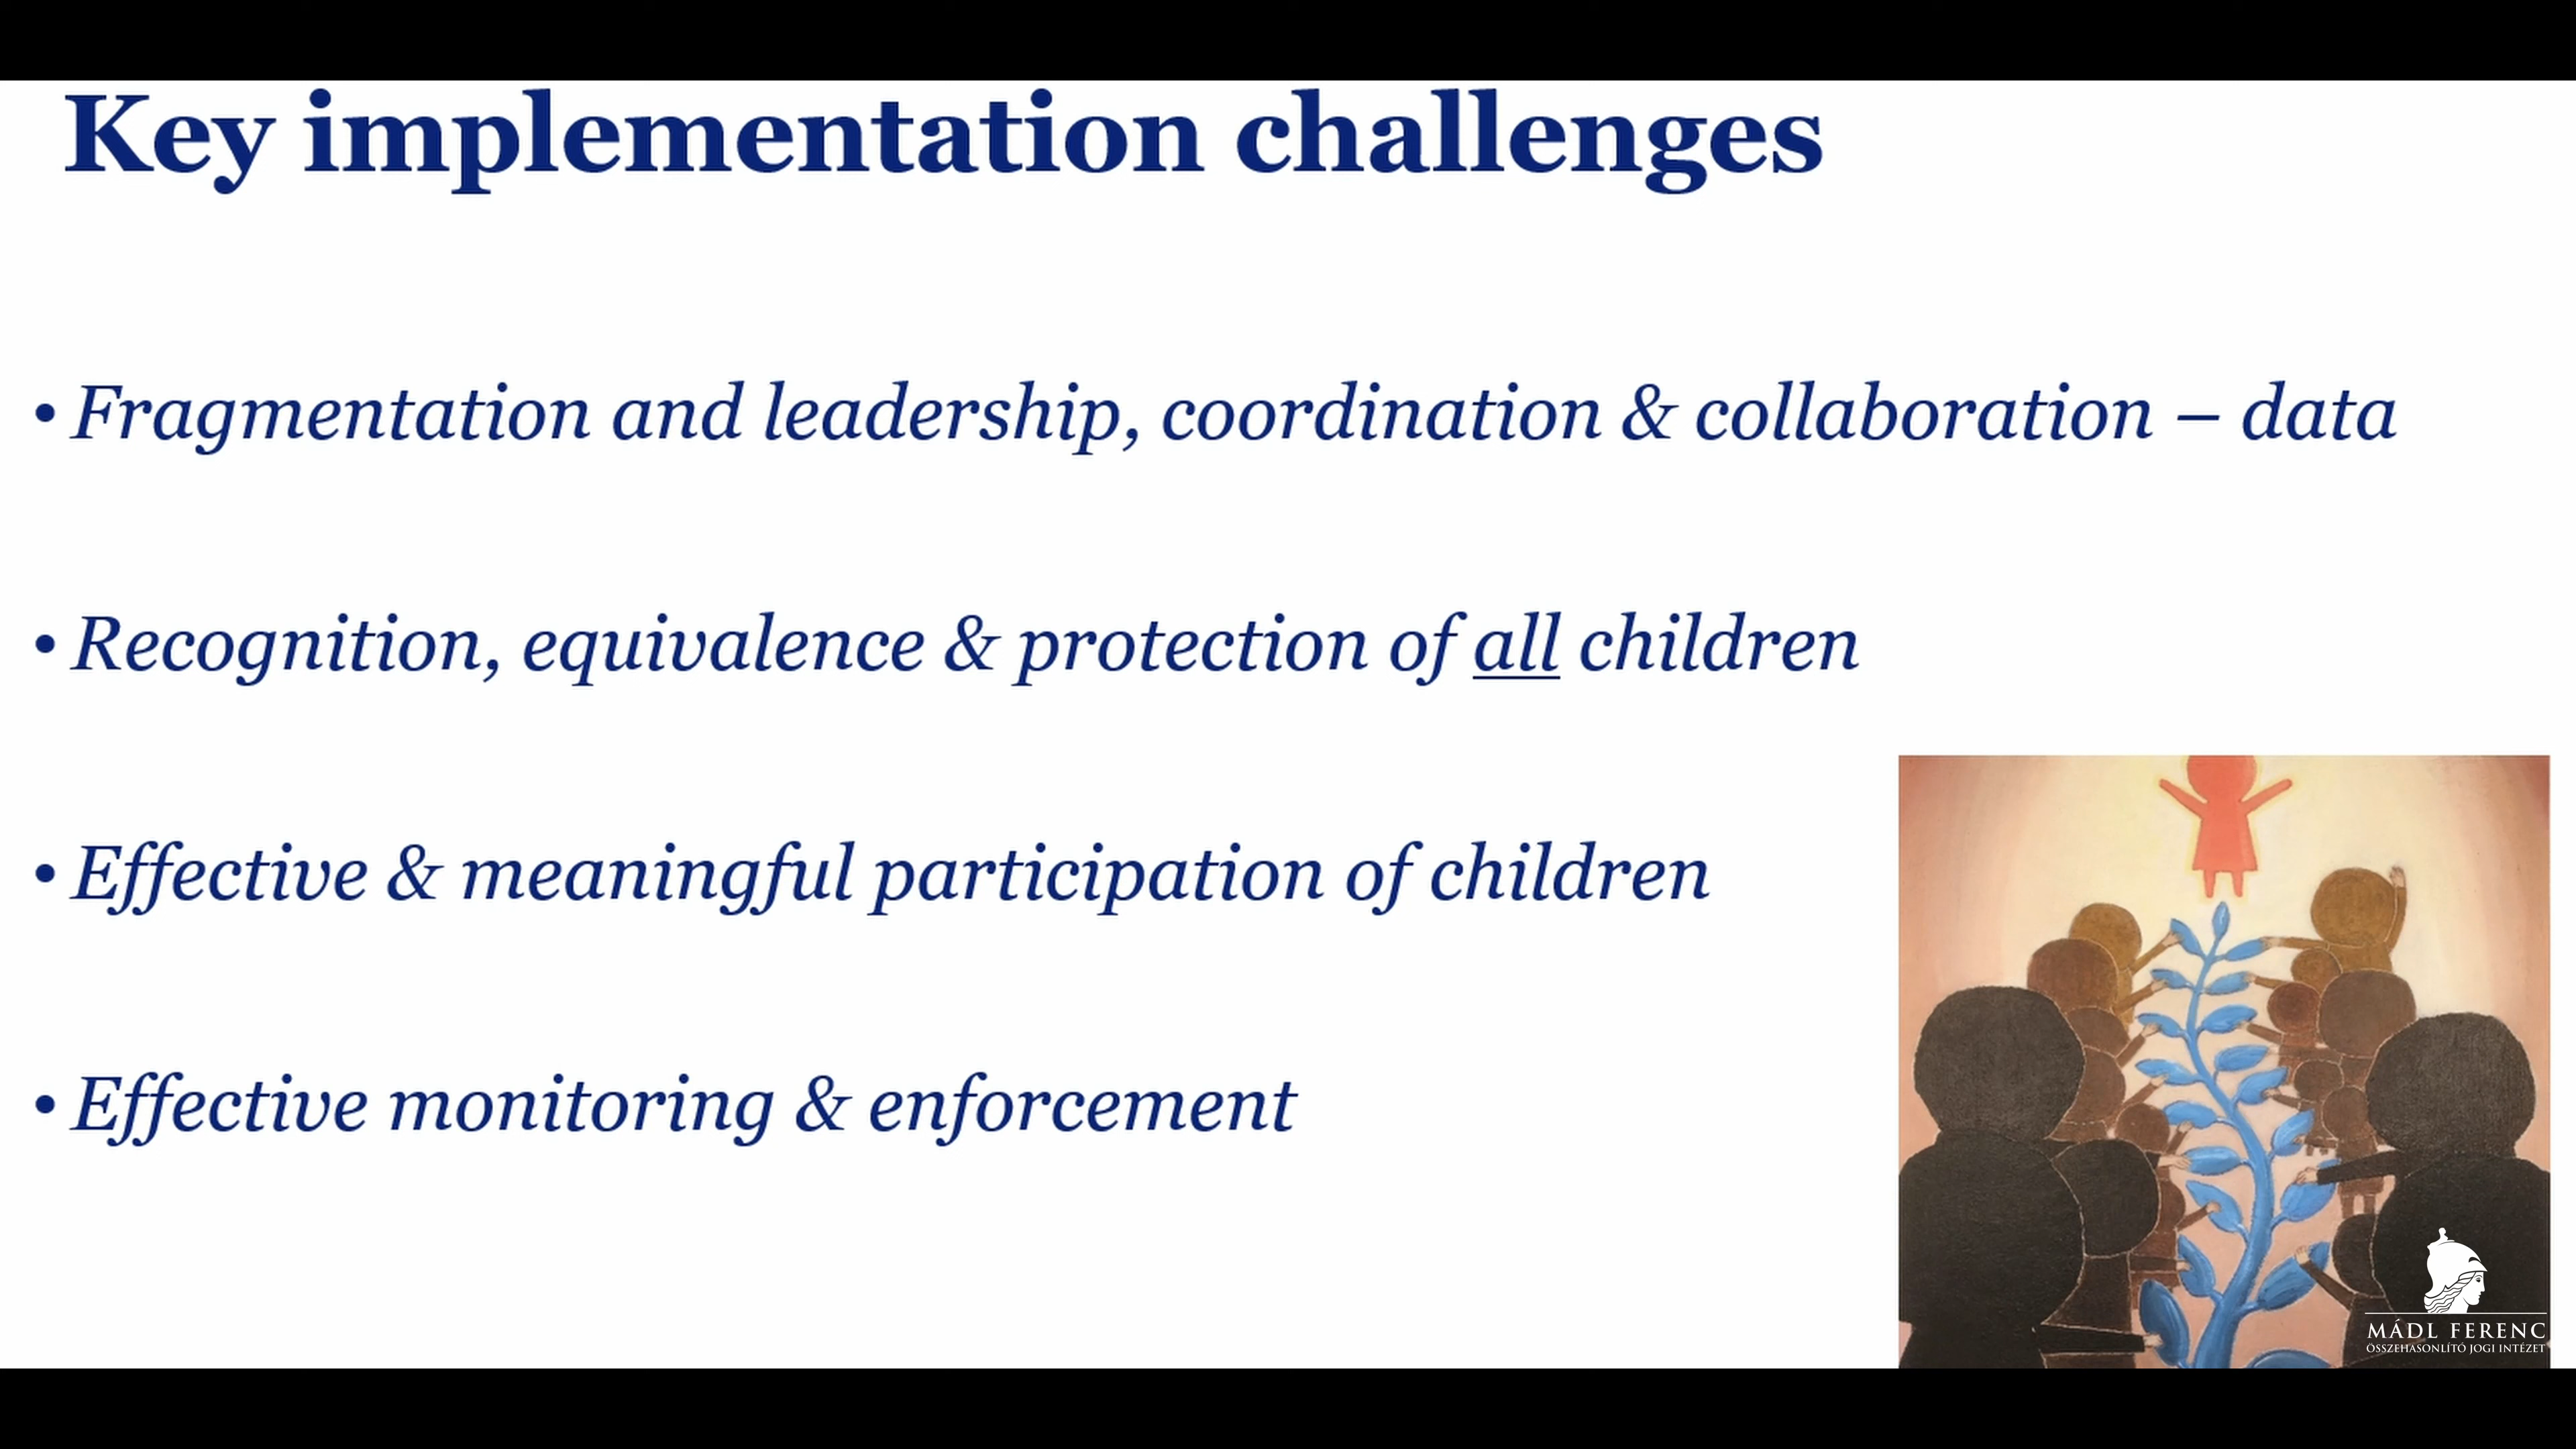 Key implementation challenges
• Fragmentation and leadership, coordination & collaboration – data
• Recognition, equivalence & protection of all children
• Effective & meaningful participation of children
• Effective monitoring & enforcement
MÁDL FERENC
ÖSSZEHASONLÍTÓ JOGI INTÉZET